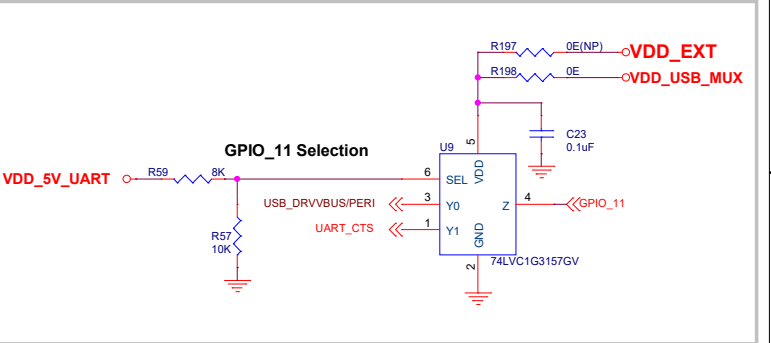 R197 0E(NP) VDD_EXT
R198 0E VDD_USB_MUX
C23
0.1uF
GPIO_11 Selection
U9
5
VDD
VDD_5V_UART R59 8K
6 SEL
USB_DRVVBUS/PERI 3 Y0
Z 4 GPIO_11
UART_CTS 1 Y1
R57
10K
GND
2
74LVC1G3157GV